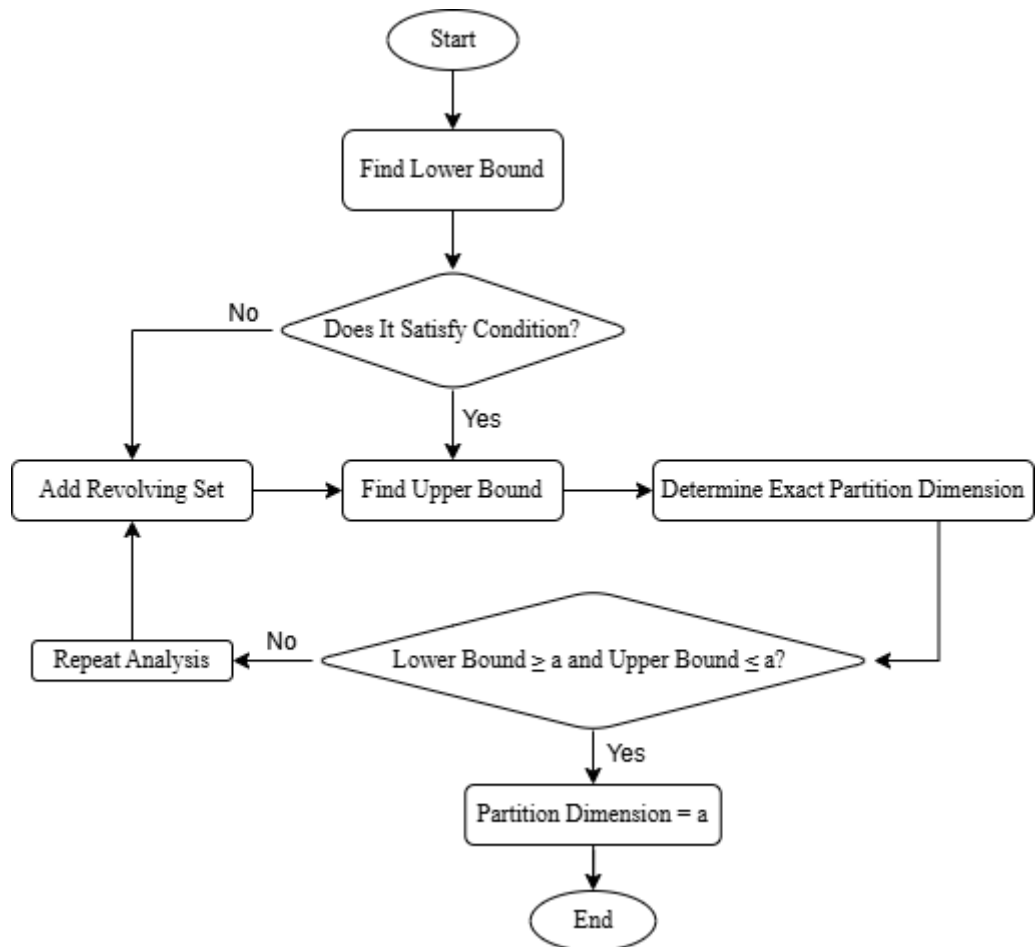 Start
Find Lower Bound
Does It Satisfy Condition?
No
Yes
Add Revolving Set
Find Upper Bound
Determine Exact Partition Dimension
Repeat Analysis
No
Lower Bound ≥ a and Upper Bound ≤ a?
Yes
Partition Dimension = a
End